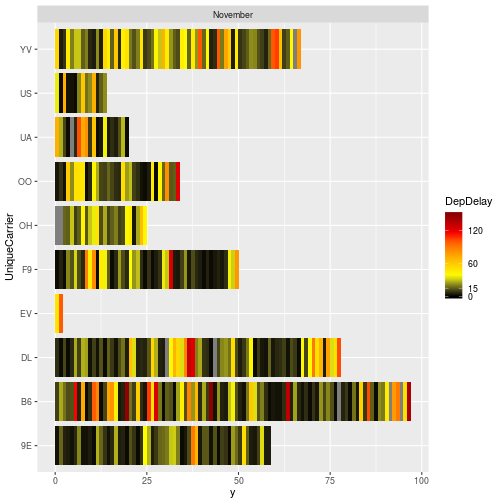 November
YV
US
UA
OO
OH
F9
EV
DL
B6
9E
UniqueCarrier
0
25
50
75
100
y
DepDelay
120
60
15
0